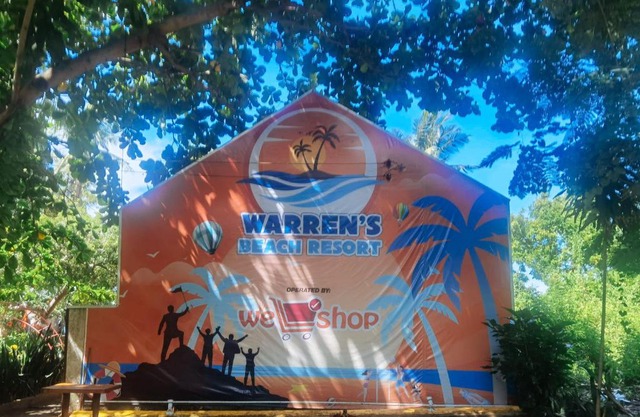 WARREN'S
BEACH RESORT
OPERATED BY:
we shop